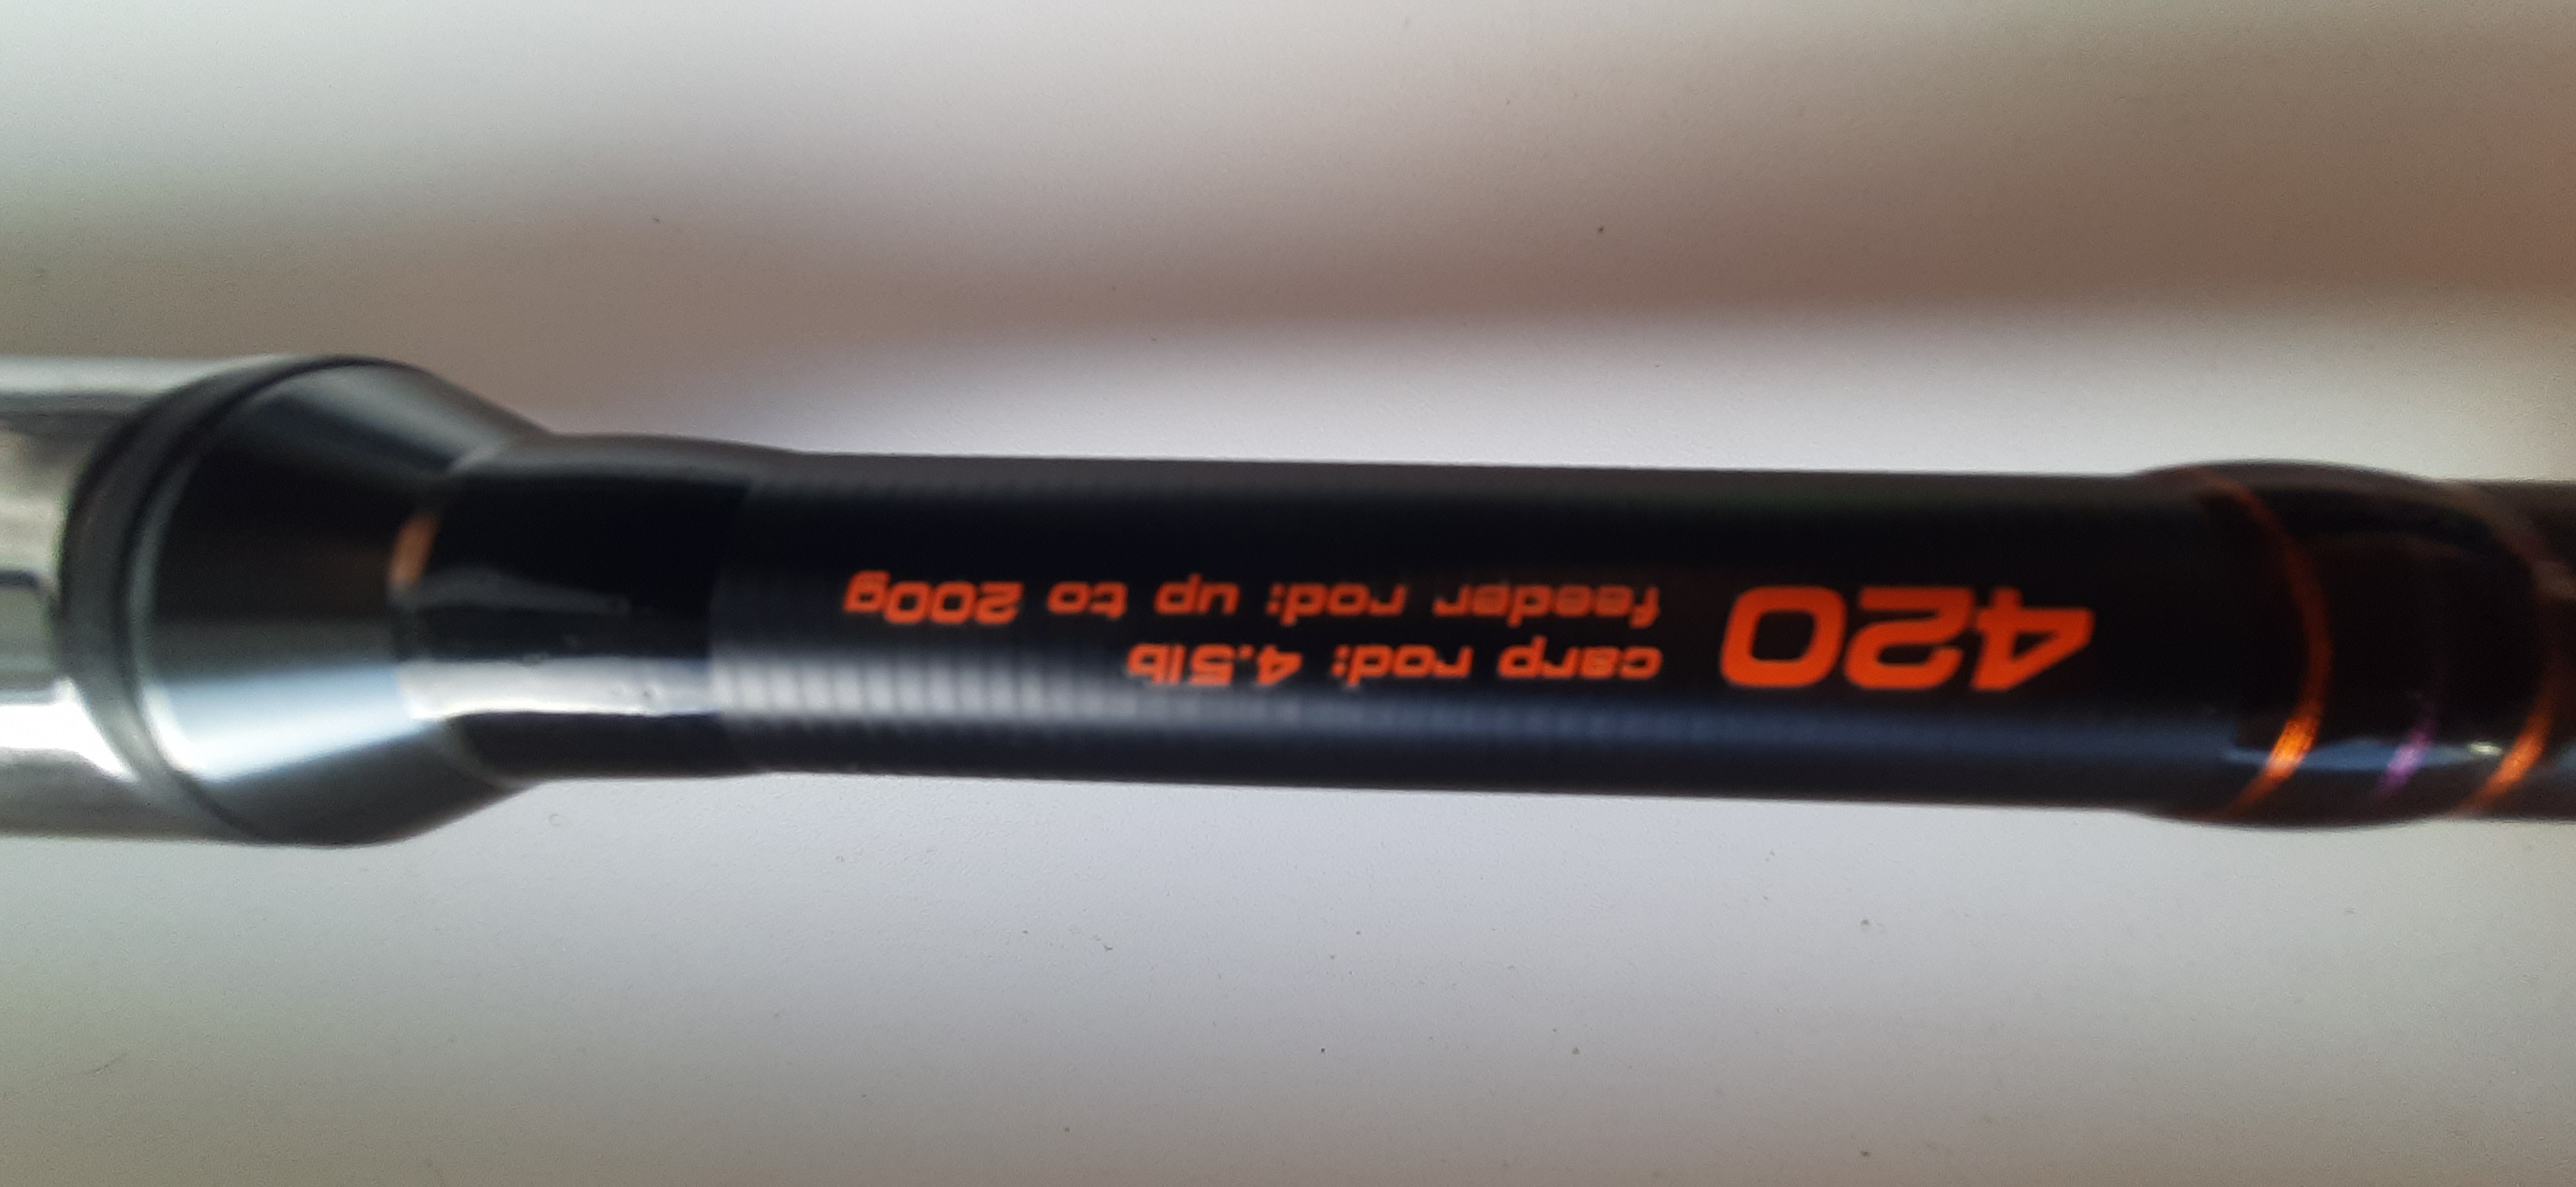 420
carp rod: 4.5lb
feeder rod: up to 200g